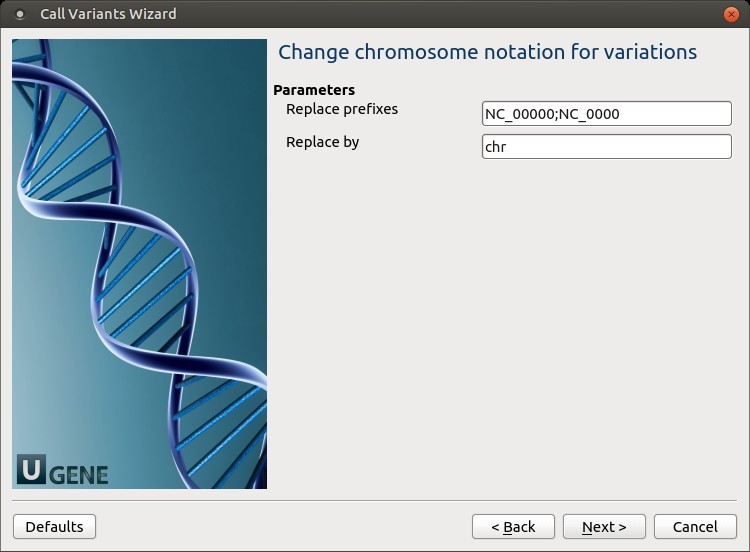 Call Variants Wizard
Change chromosome notation for variations
Parameters
Replace prefixes
NC_00000;NC_0000
Replace by
chr
U GENE
Defaults
< Back
Next >
Cancel